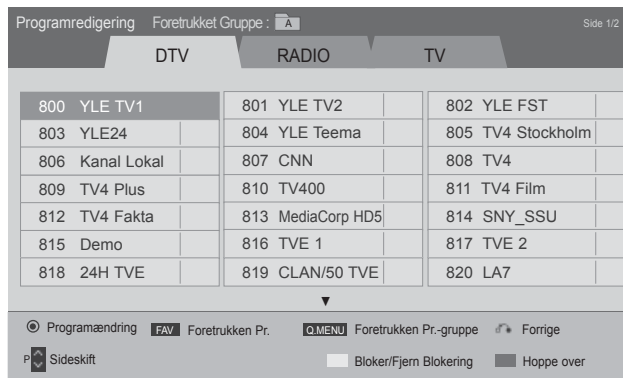 Programredigering Foretrukket Gruppe : A Side 1/2
DTV RADIO TV
800 YLE TV1 801 YLE TV2 802 YLE FST
803 YLE24 804 YLE Teema 805 TV4 Stockholm
806 Kanal Lokal 807 CNN 808 TV4
809 TV4 Plus 810 TV400 811 TV4 Film
812 TV4 Fakta 813 MediaCorp HD5 814 SNY_SSU
815 Demo 816 TVE 1 817 TVE 2
818 24H TVE 819 CLAN/50 TVE 820 LA7
Programændring FAV Foretrukken Pr. Q.MENU Foretrukken Pr.-gruppe Forrige
P Sideskift Bloker/Fjern Blokering Hoppe over